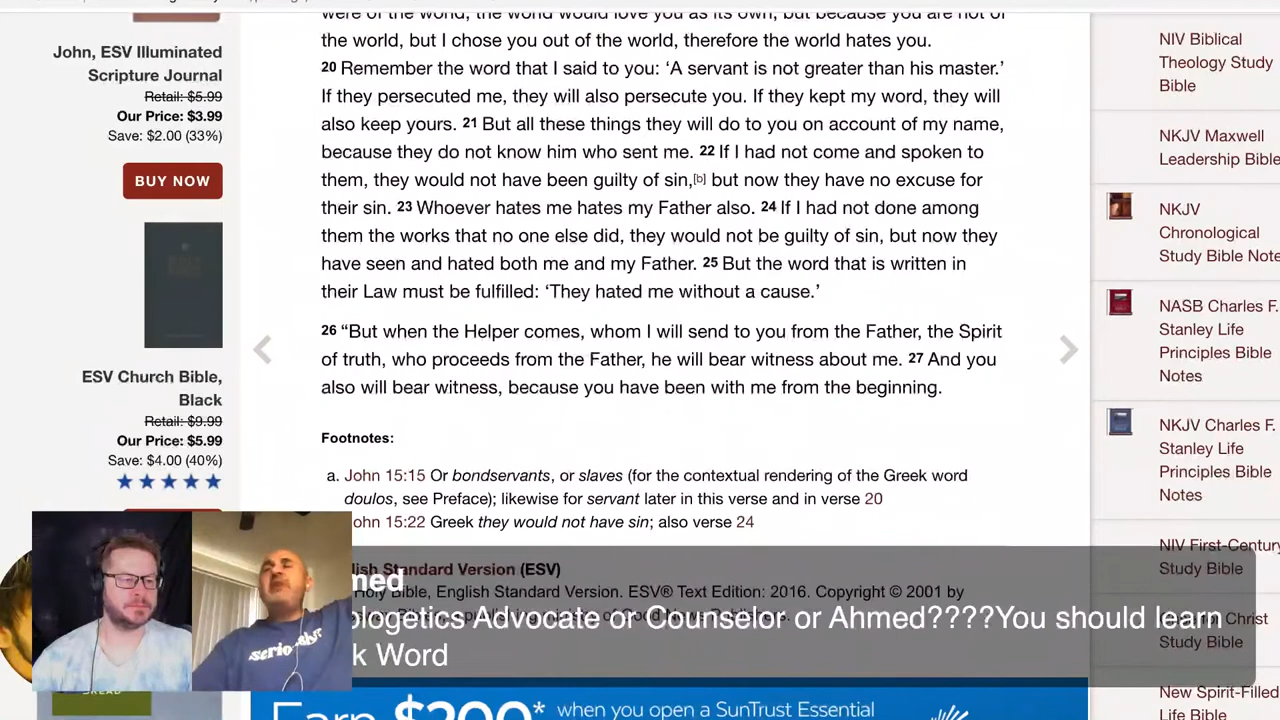 were of the world, the world would love you as its own; but because you are not of
the world, but I chose you out of the world, therefore the world hates you.
20 Remember the word that I said to you: ‘A servant is not greater than his master.’
If they persecuted me, they will also persecute you. If they kept my word, they will
also keep yours. 21 But all these things they will do to you on account of my name,
because they do not know him who sent me. 22 If I had not come and spoken to
them, they would not have been guilty of sin,[b] but now they have no excuse for
their sin. 23 Whoever hates me hates my Father also. 24 If I had not done among
them the works that no one else did, they would not be guilty of sin, but now they
have seen and hated both me and my Father. 25 But the word that is written in
their Law must be fulfilled: ‘They hated me without a cause.’
26 “But when the Helper comes, whom I will send to you from the Father, the Spirit
of truth, who proceeds from the Father, he will bear witness about me. 27 And you
also will bear witness, because you have been with me from the beginning.
Footnotes:
a. John 15:15 Or bondservants, or slaves (for the contextual rendering of the Greek word
doulos, see Preface); likewise for servant later in this verse and in verse 20
John 15:22 Greek they would not have sin; also verse 24
lish Standard Version (ESV)
Holy Bible, English Standard Version. ESV® Text Edition: 2016. Copyright © 2001 by
med
ologetics Advocate or Counselor or Ahmed????You should learn
k Word
Earn $200* when you open a SunTrust Essential
John, ESV Illuminated
Scripture Journal
Retail: $5.99
Our Price: $3.99
Save: $2.00 (33%)
BUY NOW
ESV Church Bible,
Black
Retail: $9.99
Our Price: $5.99
Save: $4.00 (40%)
seriously?
NIV Biblical
Theology Study
Bible
NKJV Maxwell
Leadership Bible
NKJV
Chronological
Study Bible Note
NASB Charles F.
Stanley Life
Principles Bible
Notes
NKJV Charles F.
Stanley Life
Principles Bible
Notes
NIV First-Century
Study Bible
Christ
Study Bible
New Spirit-Filled
Life Bible